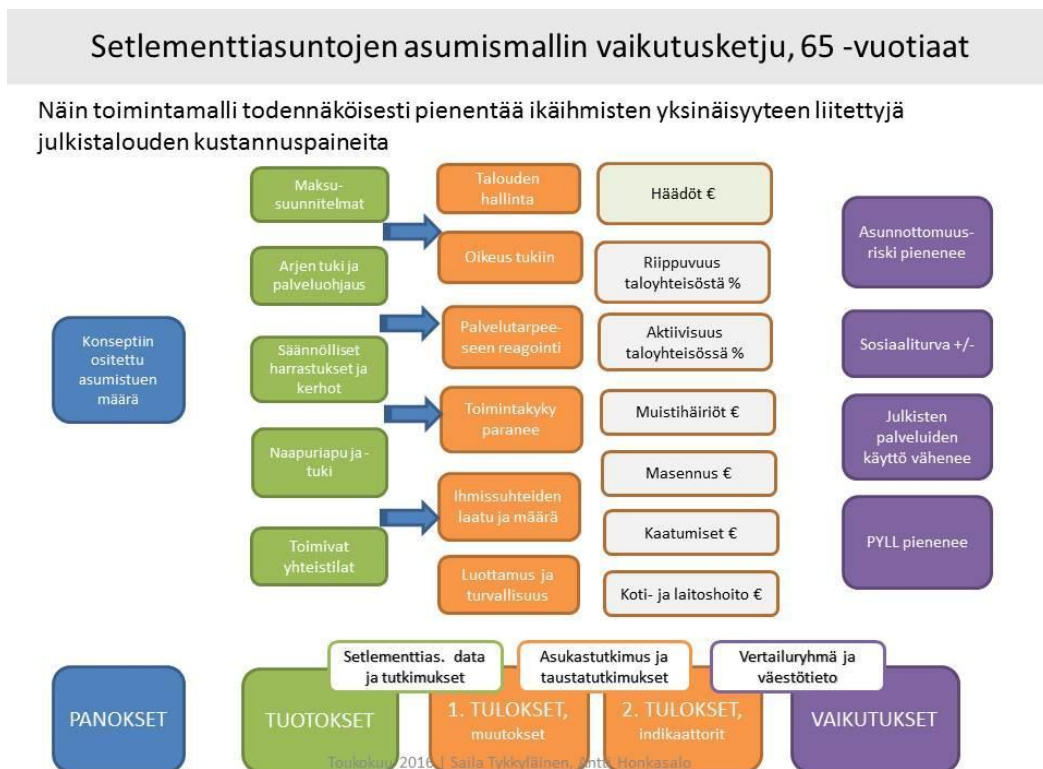 Setlementtiasuntojen asumismallin vaikutusketju, 65 -vuotiaat
Näin toimintamalli todennäköisesti pienentää ikäihmisten yksinäisyyteen liitettyjä
julkistalouden kustannuspaineita
Konseptiin
ositettu
asumistuen
määrä
Maksu-
suunnitelmat
Arjen tuki ja
palveluohjaus
Säännölliset
harrastukset ja
kerhot
Naapuriapu ja -
tuki
Toimivat
yhteistilat
Talouden
hallinta
Oikeus tukiin
Palvelutarpee-
seen reagointi
Toimintakyky
paranee
Ihmissuhteiden
laatu ja määrä
Luottamus ja
turvallisuus
Häädöt €
Riippuvuus
taloyhteisöstä %
Aktiivisuus
taloyhteisössä %
Muistihäiriöt €
Masennus €
Kaatumiset €
Koti- ja laitoshoito €
Asunnottomuus-
riski pienenee
Sosiaaliturva +/-
Julkisten
palveluiden
käyttö vähenee
PYLL pienenee
Setlementtias. data
ja tutkimukset
Asukastutkimus ja
taustatutkimukset
Vertailuryhmä ja
väestötieto
PANOKSET
TUOTOKSET
1. TULOKSET,
muutokset
2. TULOKSET,
indikaattorit
VAIKUTUKSET
Toukokuu 2016 | Saila Tykkyläinen, Antti Honkasalo